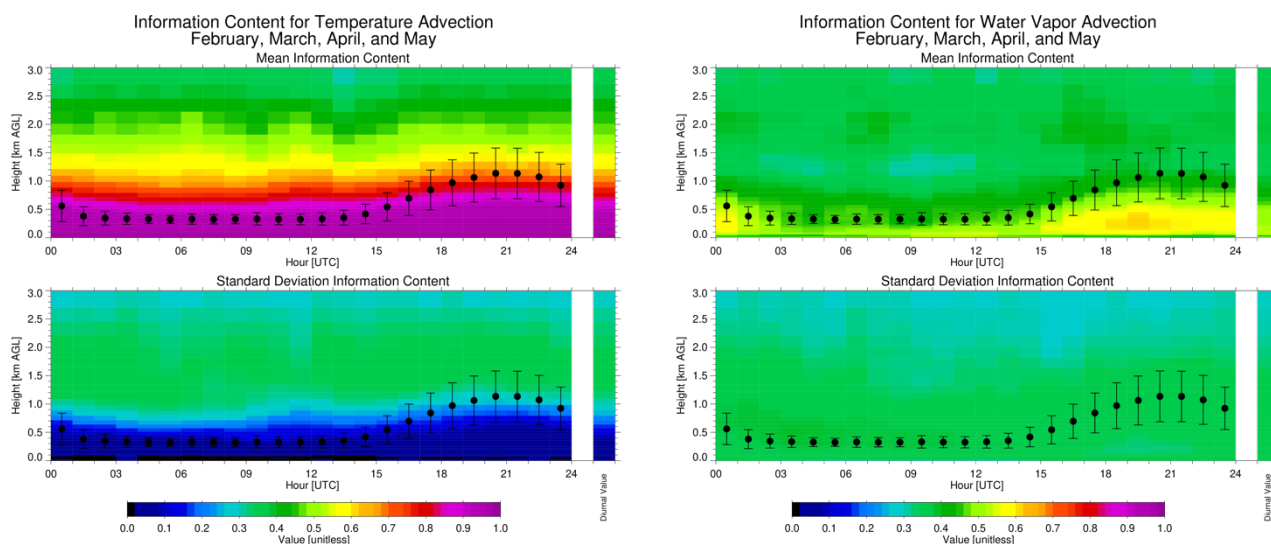 Information Content for Temperature Advection
February, March, April, and May
Mean Information Content
Height [km AGL]
3.0
2.5
2.0
1.5
1.0
0.5
0.0
00 03 06 09 12 15 18 21 24
Hour [UTC]
Standard Deviation Information Content
Height [km AGL]
3.0
2.5
2.0
1.5
1.0
0.5
0.0
00 03 06 09 12 15 18 21 24
Hour [UTC]
0.0 0.1 0.2 0.3 0.4 0.5 0.6 0.7 0.8 0.9 1.0
Value [unitless]
Diurnal Value
Information Content for Water Vapor Advection
February, March, April, and May
Mean Information Content
Height [km AGL]
3.0
2.5
2.0
1.5
1.0
0.5
0.0
00 03 06 09 12 15 18 21 24
Hour [UTC]
Standard Deviation Information Content
Height [km AGL]
3.0
2.5
2.0
1.5
1.0
0.5
0.0
00 03 06 09 12 15 18 21 24
Hour [UTC]
0.0 0.1 0.2 0.3 0.4 0.5 0.6 0.7 0.8 0.9 1.0
Value [unitless]
Diurnal Value